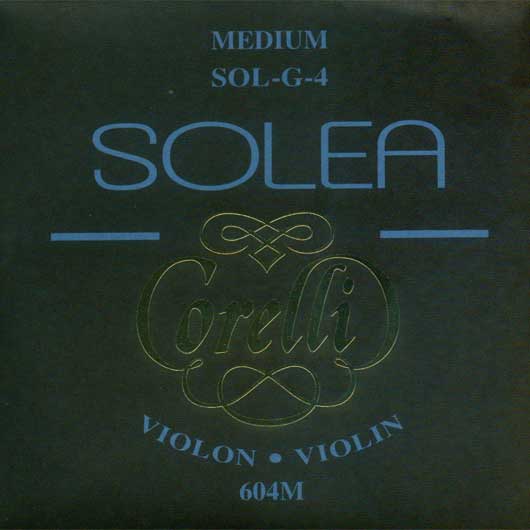 MEDIUM
SOL-G-4
SOLEA
Corelli
VIOLON • VIOLIN
604M